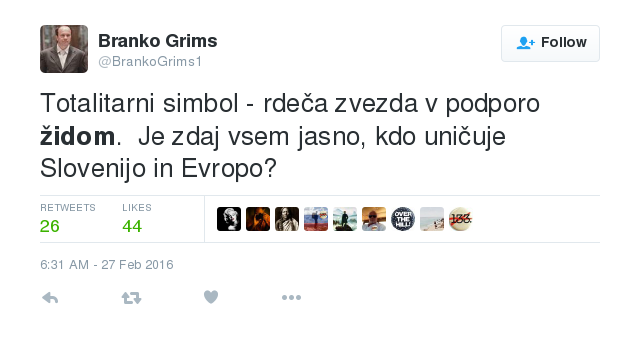 Branko Grims
@BrankoGrims1
Follow
Totalitarni simbol - rdeča zvezda v podporo
židom.  Je zdaj vsem jasno, kdo uničuje
Slovenijo in Evropo?
RETWEETS LIKES
26 44
OVER
THE
HILL
6:31 AM - 27 Feb 2016